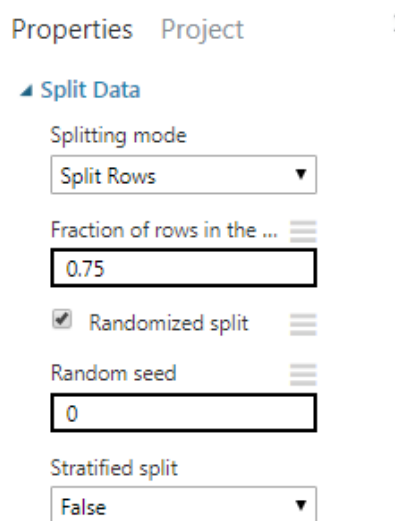 Properties Project
Split Data
Splitting mode
Split Rows
Fraction of rows in the ...
0.75
Randomized split
Random seed
0
Stratified split
False